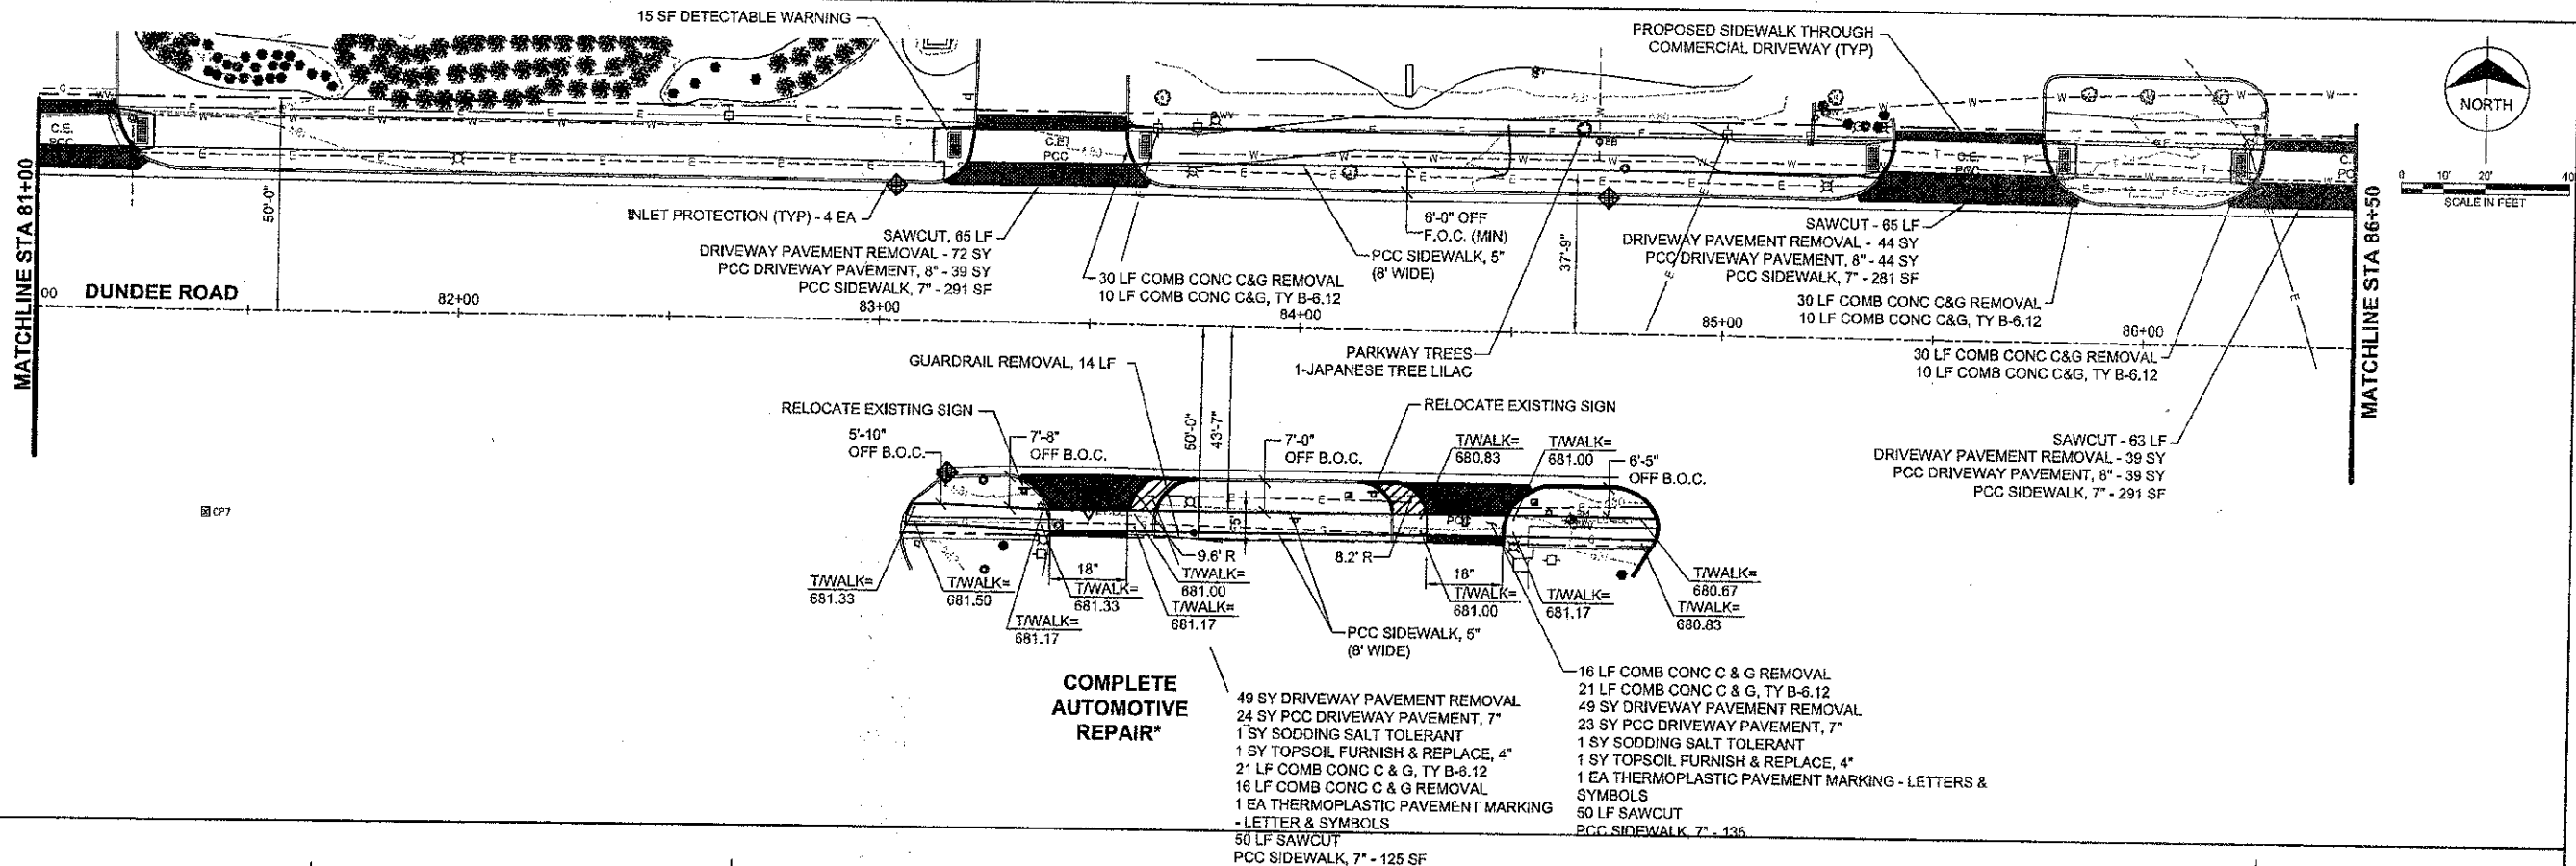 15 SF DETECTABLE WARNING
PROPOSED SIDEWALK THROUGH
COMMERCIAL DRIVEWAY (TYP)
NORTH
0 10' 20' 40'
SCALE IN FEET
MATCHLINE STA 81+00
C.E.
PCC
50'-0"
INLET PROTECTION (TYP) - 4 EA
SAWCUT, 65 LF
DRIVEWAY PAVEMENT REMOVAL - 72 SY
PCC DRIVEWAY PAVEMENT, 8" - 39 SY
PCC SIDEWALK, 7" - 291 SF
C.E.
PCC
30 LF COMB CONC C&G REMOVAL
10 LF COMB CONC C&G, TY B-6.12
6'-0" OFF
F.O.C. (MIN)
PCC SIDEWALK, 5"
(8' WIDE)
37'-9"
SAWCUT - 65 LF
DRIVEWAY PAVEMENT REMOVAL - 44 SY
PCC DRIVEWAY PAVEMENT, 8" - 44 SY
PCC SIDEWALK, 7" - 281 SF
30 LF COMB CONC C&G REMOVAL
10 LF COMB CONC C&G, TY B-6.12
MATCHLINE STA 86+50
00
DUNDEE ROAD
82+00
83+00
84+00
85+00
86+00
PARKWAY TREES
1-JAPANESE TREE LILAC
30 LF COMB CONC C&G REMOVAL
10 LF COMB CONC C&G, TY B-6.12
SAWCUT - 63 LF
DRIVEWAY PAVEMENT REMOVAL - 39 SY
PCC DRIVEWAY PAVEMENT, 8" - 39 SY
PCC SIDEWALK, 7" - 291 SF
GUARDRAIL REMOVAL, 14 LF
RELOCATE EXISTING SIGN
5'-10"
OFF B.O.C.
7'-8"
OFF B.O.C.
50'-0"
43'-7"
7'-0"
OFF B.O.C.
RELOCATE EXISTING SIGN
T/WALK=
680.83
T/WALK=
681.00
6'-5"
OFF B.O.C.
CP7
T/WALK=
681.33
T/WALK=
681.50
T/WALK=
681.17
18"
T/WALK=
681.33
9.6' R
T/WALK=
681.00
T/WALK=
681.17
8.2' R
18"
T/WALK=
681.00
T/WALK=
681.17
T/WALK=
680.67
T/WALK=
680.83
PCC SIDEWALK, 5"
(8' WIDE)
COMPLETE
AUTOMOTIVE
REPAIR*
49 SY DRIVEWAY PAVEMENT REMOVAL
24 SY PCC DRIVEWAY PAVEMENT, 7"
1 SY SODDING SALT TOLERANT
1 SY TOPSOIL FURNISH & REPLACE, 4"
21 LF COMB CONC C & G, TY B-6.12
16 LF COMB CONC C & G REMOVAL
1 EA THERMOPLASTIC PAVEMENT MARKING
- LETTER & SYMBOLS
50 LF SAWCUT
PCC SIDEWALK, 7" - 125 SF
16 LF COMB CONC C & G REMOVAL
21 LF COMB CONC C & G, TY B-6.12
49 SY DRIVEWAY PAVEMENT REMOVAL
23 SY PCC DRIVEWAY PAVEMENT, 7"
1 SY SODDING SALT TOLERANT
1 SY TOPSOIL FURNISH & REPLACE, 4"
1 EA THERMOPLASTIC PAVEMENT MARKING - LETTERS &
SYMBOLS
50 LF SAWCUT
PCC SIDEWALK, 7" - 135